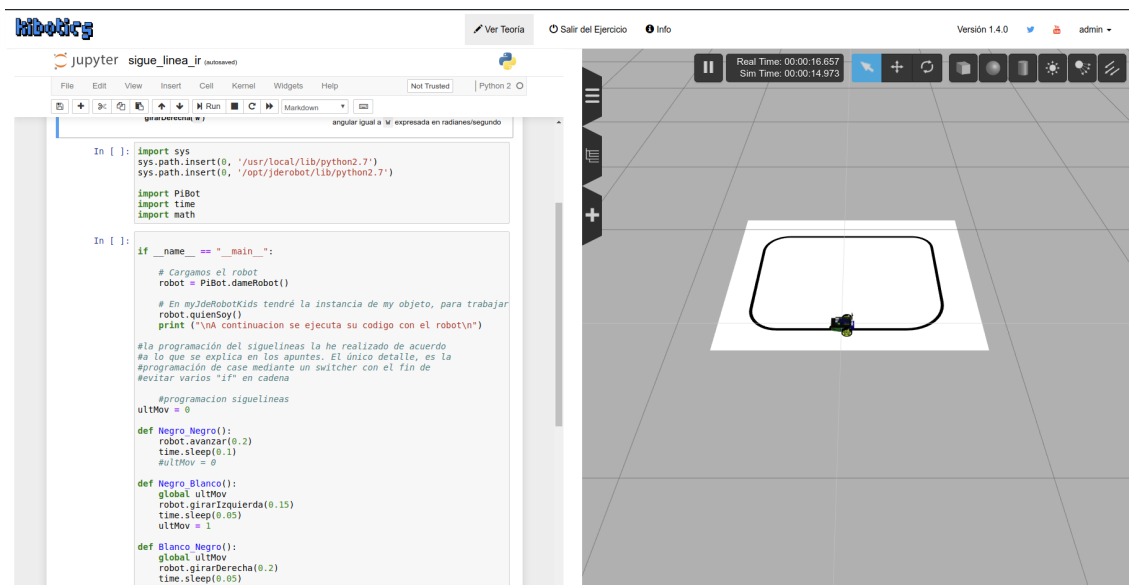 kibotics
Ver Teoría
Salir del Ejercicio
Info
Versión 1.4.0
admin
jupyter sigue_linea_ir (autosaved)
File Edit View Insert Cell Kernel Widgets Help
Not Trusted
Python 2
Run
Markdown
girarDerecha(w)
angular igual a w expresada en radianes/segundo
In [ ]:
import sys
sys.path.insert(0, '/usr/local/lib/python2.7')
sys.path.insert(0, '/opt/jderobot/lib/python2.7')
import PiBot
import time
import math
In [ ]:
if __name__ == "__main__":
# Cargamos el robot
robot = PiBot.dameRobot()
# En myJdeRobotKids tendré la instancia de my objeto, para trabajar
robot.quienSoy()
print ("\nA continuacion se ejecuta su codigo con el robot\n")
#la programación del siguelineas la he realizado de acuerdo
#a lo que se explica en los apuntes. El único detalle, es la
#programación de case mediante un switcher con el fin de
#evitar varios "if" en cadena
#programacion siguelineas
ultMov = 0
def Negro_Negro():
robot.avanzar(0.2)
time.sleep(0.1)
#ultMov = 0
def Negro_Blanco():
global ultMov
robot.girarIzquierda(0.15)
time.sleep(0.05)
ultMov = 1
def Blanco_Negro():
global ultMov
robot.girarDerecha(0.2)
time.sleep(0.05)
Real Time: 00:00:16.657
Sim Time: 00:00:14.973